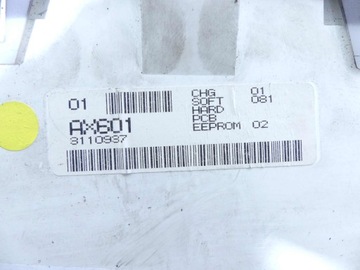 01
CHG 01
SOFT 081
HARD
PCB
EEPROM 02
AX601
3110937